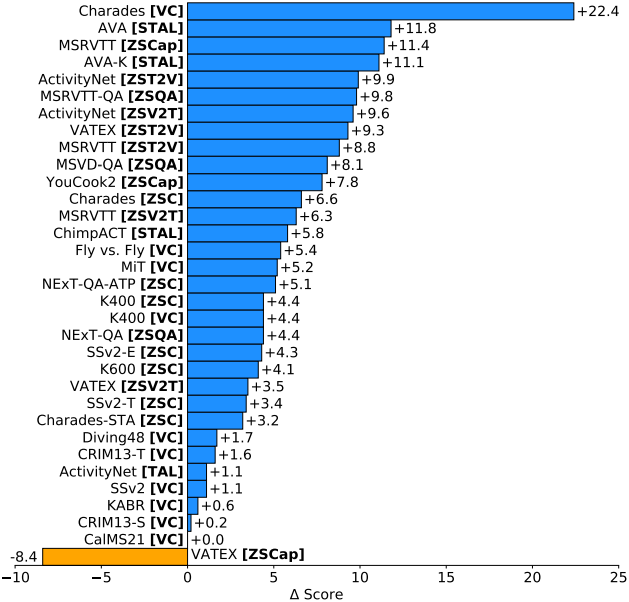 Charades [VC] +22.4
AVA [STAL] +11.8
MSRVTT [ZSCap] +11.4
AVA-K [STAL] +11.1
ActivityNet [ZST2V] +9.9
MSRVTT-QA [ZSQA] +9.8
ActivityNet [ZSV2T] +9.6
VATEX [ZST2V] +9.3
MSRVTT [ZST2V] +8.8
MSVD-QA [ZSQA] +8.1
YouCook2 [ZSCap] +7.8
Charades [ZSC] +6.6
MSRVTT [ZSV2T] +6.3
ChimpACT [STAL] +5.8
Fly vs. Fly [VC] +5.4
MiT [VC] +5.2
NExT-QA-ATP [ZSC] +5.1
K400 [ZSC] +4.4
K400 [VC] +4.4
NExT-QA [ZSQA] +4.4
SSv2-E [ZSC] +4.3
K600 [ZSC] +4.1
VATEX [ZSV2T] +3.5
SSv2-T [ZSC] +3.4
Charades-STA [ZSC] +3.2
Diving48 [VC] +1.7
CRIM13-T [VC] +1.6
ActivityNet [TAL] +1.1
SSv2 [VC] +1.1
KABR [VC] +0.6
CRIM13-S [VC] +0.2
CalMS21 [VC] +0.0
-8.4 VATEX [ZSCap]
−10 −5 0 5 10 15 20 25
Δ Score